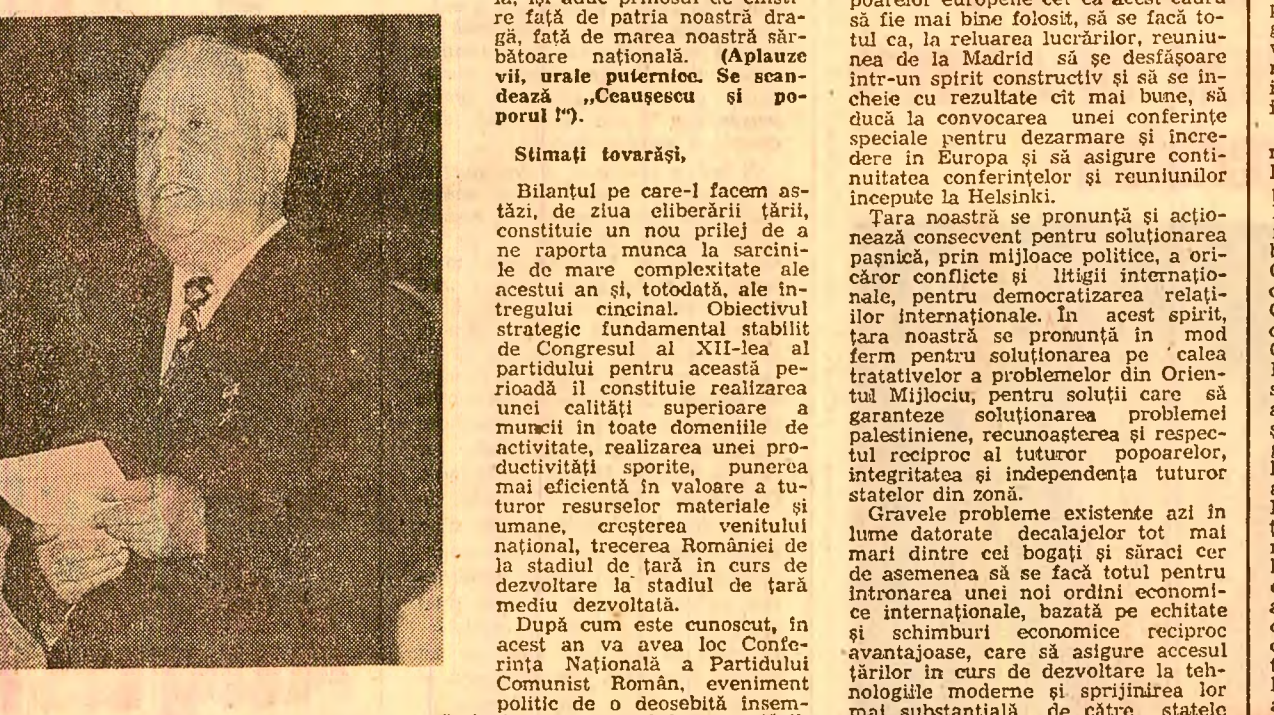 re față de patria noastră dra-
gă, față de marea noastră săr-
bătoare națională. (Aplauze
vii, urale puternice. Se scan-
dează „Ceaușescu și po-
porul !“).
Stimați tovarăși,
Bilanțul pe care-l facem as-
tăzi, de ziua eliberării țării,
constituie un nou prilej de a
ne raporta munca la sarcini-
le de mare complexitate ale
acestui an și, totodată, ale în-
tregului cincinal. Obiectivul
strategic fundamental stabilit
de Congresul al XII-lea al
partidului pentru această pe-
rioadă îl constituie realizarea
unei calități superioare a
muncii în toate domeniile de
activitate, realizarea unei pro-
ductivități sporite, punerea
mai eficientă în valoare a tu-
turor resurselor materiale și
umane, creșterea venitului
național, trecerea României de
la stadiul de țară în curs de
dezvoltare la stadiul de țară
mediu dezvoltată.
După cum este cunoscut, în
acest an va avea loc Confe-
rința Națională a Partidului
Comunist Român, eveniment
politic de o deosebită însem-
să fie mai bine folosit, să se facă to-
tul ca, la reluarea lucrărilor, reuniu-
nea de la Madrid să șe desfășoare
într-un spirit constructiv și să se în-
cheie cu rezultate cît mai bune, să
ducă la convocarea unei conferințe
speciale pentru dezarmare și încre-
dere în Europa și să asigure conti-
nuitatea conferințelor și reuniunilor
începute la Helsinki.
Țara noastră se pronunță și acțio-
nează consecvent pentru soluționarea
pașnică, prin mijloace politice, a ori-
căror conflicte și litigii internațio-
nale, pentru democratizarea relați-
ilor internaționale. În acest spirit,
țara noastră se pronunță în mod
ferm pentru soluționarea pe calea
tratativelor a problemelor din Orien-
tul Mijlociu, pentru soluții care să
garanteze soluționarea problemei
palestiniene, recunoașterea și respec-
tul reciproc al tuturor popoarelor,
integritatea și independența tuturor
statelor din zonă.
Gravele probleme existente azi în
lume datorate decalajelor tot mai
mari dintre cei bogați și săraci cer
de asemenea să se facă totul pentru
întronarea unei noi ordini economi-
ce internaționale, bazată pe echitate
și schimburi economice reciproc
avantajoase, care să asigure accesul
țărilor în curs de dezvoltare la teh-
nologiile moderne și sprijinirea lor
mai substanțială de către statele